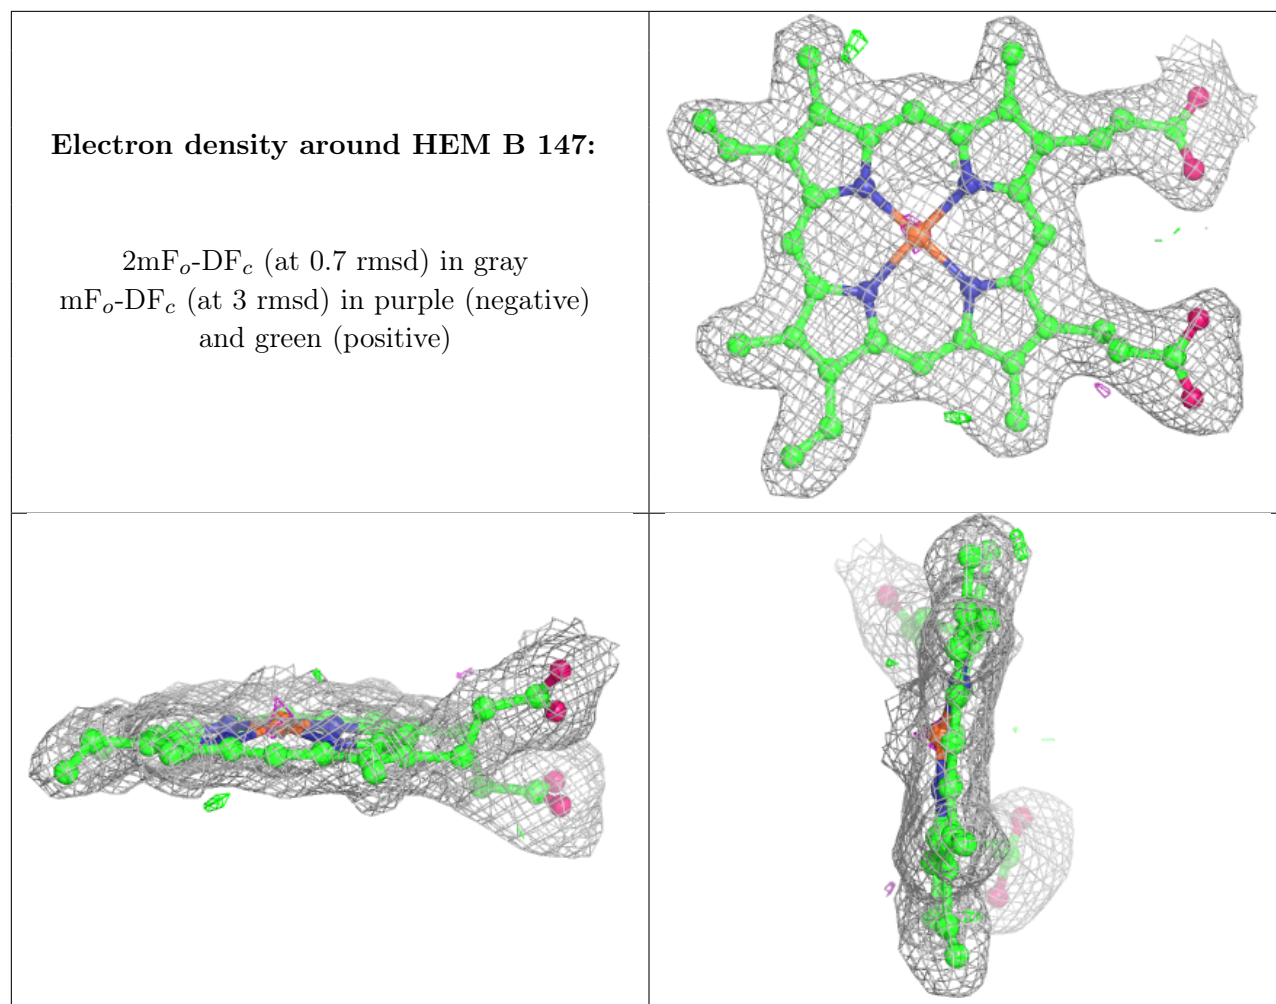 Electron density around HEM B 147:
2mFo-DFc (at 0.7 rmsd) in gray
mFo-DFc (at 3 rmsd) in purple (negative)
and green (positive)